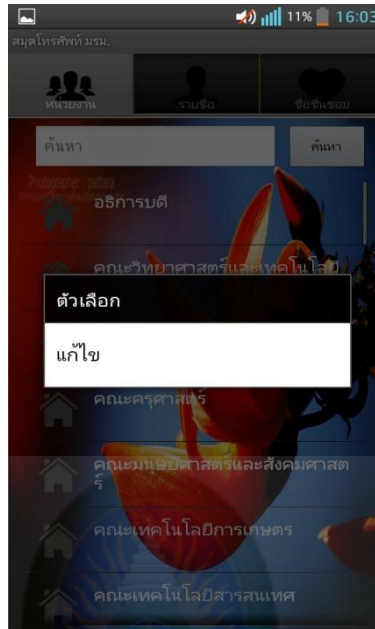 11% 16:03
สมุดโทรศัพท์ มรม.
หน่วยงาน รายชื่อ ชื่อชื่นชอบ
ค้นหา ค้นหา
Photographer : pattara
อธิการบดี
คณะวิทยาศาสตร์และเทคโนโลยี
ตัวเลือก
แก้ไข
คณะครุศาสตร์
คณะมนุษยศาสตร์และสังคมศาสต
ร์
คณะเทคโนโลยีการเกษตร
คณะเทคโนโลยีสารสนเทศ